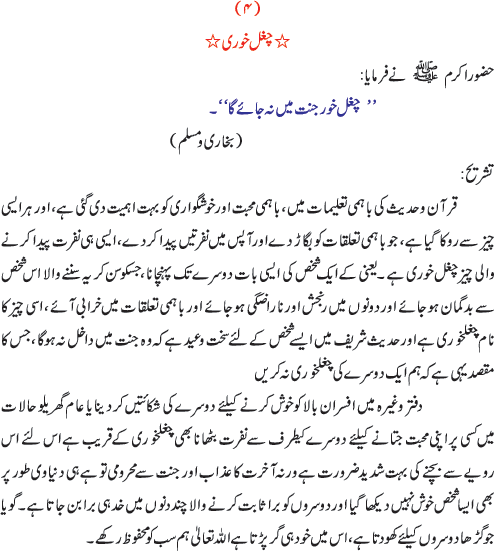 (۴)
☆ چغل خوری ☆
حضور اکرم ﷺ نے فرمایا:
’’ چغل خور جنت میں نہ جائے گا‘‘۔
(بخاری و مسلم)
تشریح:
قرآن و حدیث کی باہمی تعلیمات میں، باہمی محبت اور خوشگواری کو بہت اہمیت دی گئی ہے، اور ہر ایسی
چیز سے روکا گیا ہے، جو باہمی تعلقات کو بگاڑ دے اور آپس میں نفرتیں پیدا کر دے، ایسی ہی نفرت پیدا کرنے
والی چیز چغل خوری ہے۔ یعنی کے ایک شخص کی ایسی بات دوسرے تک پہنچانا، جسکو سن کر یہ سننے والا اس شخص
سے بدگمان ہو جائے اور دونوں میں رنجش اور ناراضگی ہو جائے اور باہمی تعلقات میں خرابی آئے، اسی چیز کا
نام چغلخوری ہے اور حدیث شریف میں ایسے شخص کے لئے سخت وعید ہے کہ وہ جنت میں داخل نہ ہوگا، جس کا
مقصد یہی ہے کہ ہم ایک دوسرے کی چغلخوری نہ کریں
دفتر وغیرہ میں افسران بالا کو خوش کرنے کیلئے دوسرے کی شکائتیں کر دینا یا عام گھریلو حالات
میں کسی پر اپنی محبت جتانے کیلئے دوسرے کیطرف سے نفرت بٹھانا بھی چغلخوری کے قریب ہے اس لئے اس
رویے سے بچنے کی بہت شدید ضرورت ہے ورنہ آخرت کا عذاب اور جنت سے محرومی تو ہے ہی دنیاوی طور پر
بھی ایسا شخص خوش نہیں دیکھا گیا اور دوسروں کو برا ثابت کرنے والا چند دنوں میں خد ہی برا بن جاتا ہے۔ گویا
جو گڑھا دوسروں کیلئے کھودتا ہے، اس میں خود ہی گر پڑتا ہے اللہ تعالیٰ ہم سب کو محفوظ رکھے۔